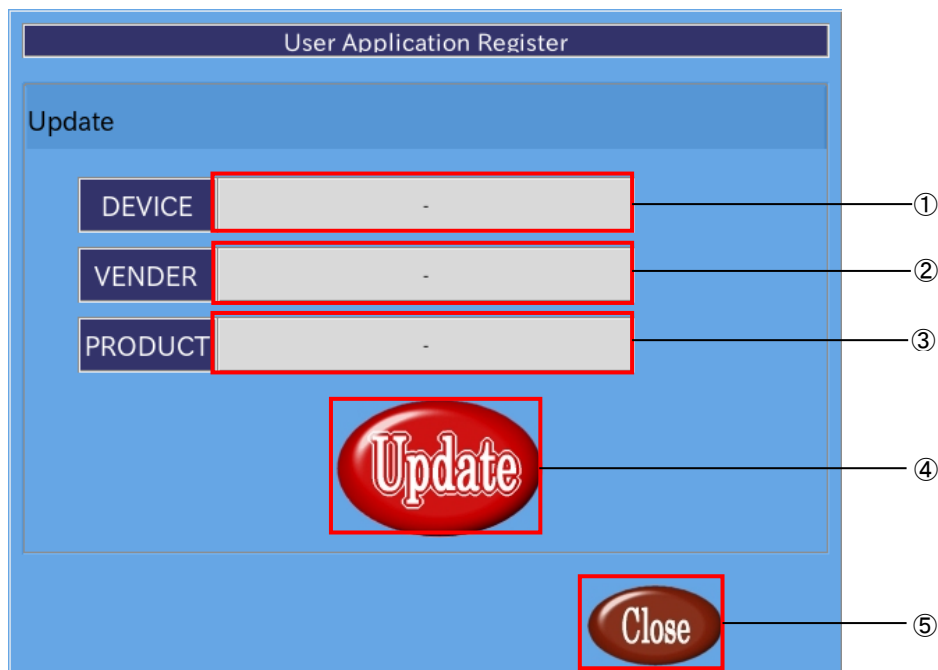 User Application Register
Update
DEVICE - ①
VENDER - ②
PRODUCT - ③
Update ④
Close ⑤